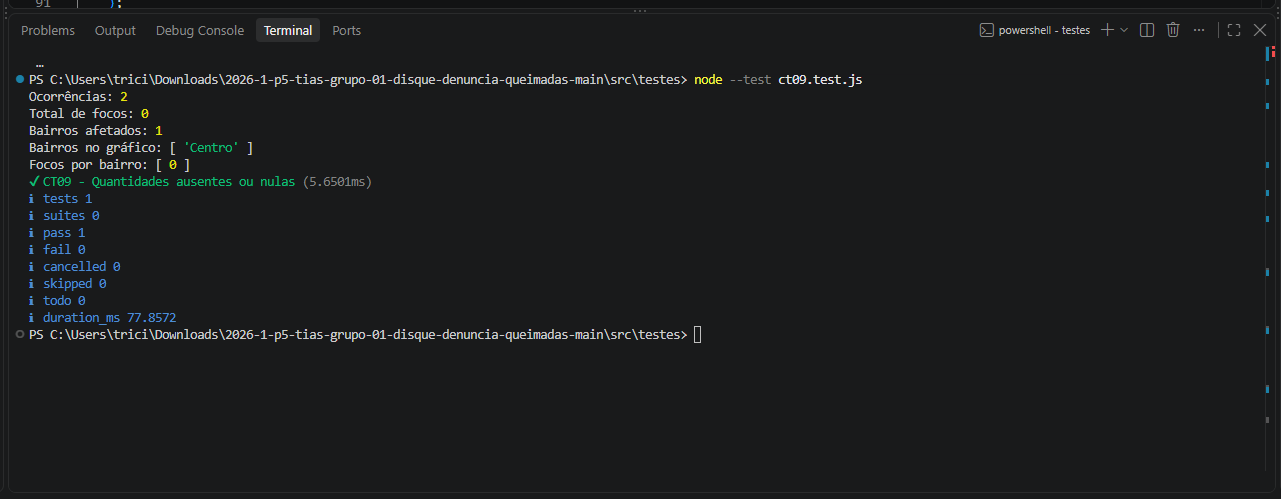 91 );
Problems Output Debug Console Terminal Ports powershell - testes
…
PS C:\Users\trici\Downloads\2026-1-p5-tias-grupo-01-disque-denuncia-queimadas-main\src\testes> node --test ct09.test.js
Ocorrências: 2
Total de focos: 0
Bairros afetados: 1
Bairros no gráfico: [ 'Centro' ]
Focos por bairro: [ 0 ]
✔ CT09 - Quantidades ausentes ou nulas (5.6501ms)
ℹ tests 1
ℹ suites 0
ℹ pass 1
ℹ fail 0
ℹ cancelled 0
ℹ skipped 0
ℹ todo 0
ℹ duration_ms 77.8572
PS C:\Users\trici\Downloads\2026-1-p5-tias-grupo-01-disque-denuncia-queimadas-main\src\testes>